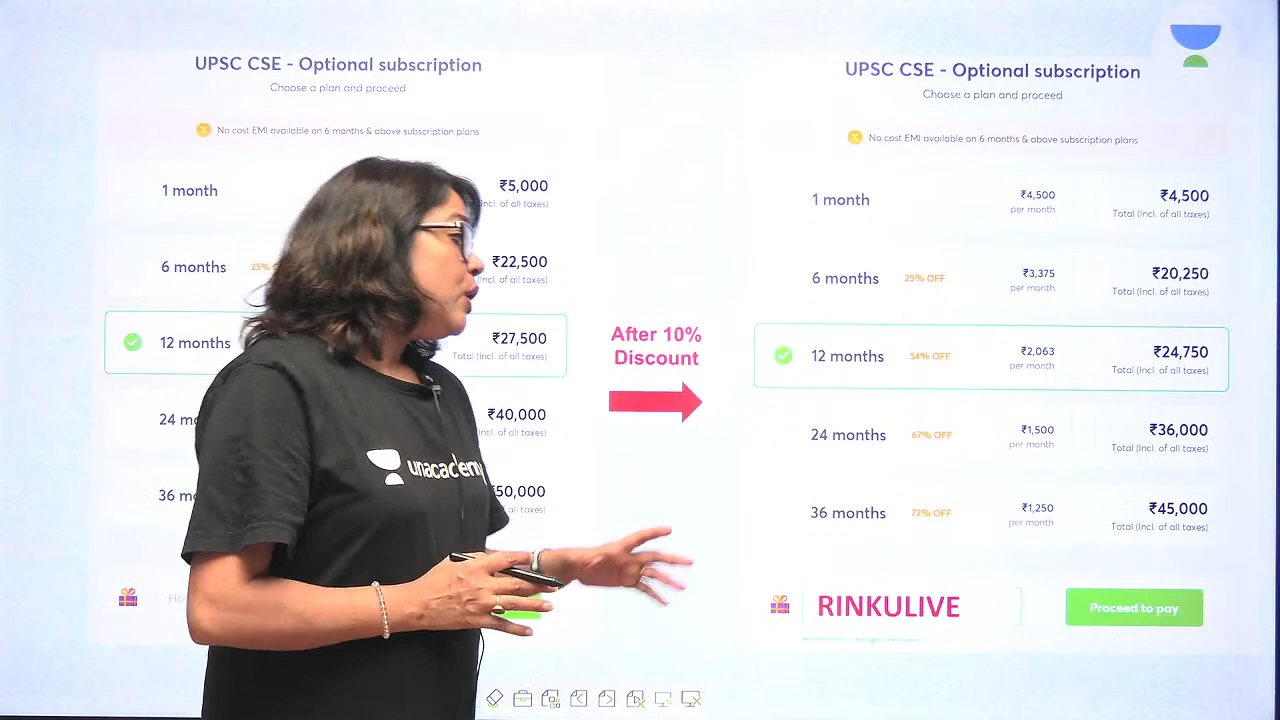 UPSC CSE - Optional subscription
Choose a plan and proceed
No cost EMI available on 6 months & above subscription plans
1 month
₹5,000
(Incl. of all taxes)
6 months 25%
₹22,500
(Incl. of all taxes)
12 months
₹27,500
Total (Incl. of all taxes)
24
₹40,000
(Incl. of all taxes)
36
₹50,000
of all taxes)
After 10%
Discount
UPSC CSE - Optional subscription
Choose a plan and proceed
No cost EMI available on 6 months & above subscription plans
1 month ₹4,500 ₹4,500
per month Total (Incl. of all taxes)
6 months 25% OFF ₹3,375 ₹20,250
per month Total (Incl. of all taxes)
12 months 54% OFF ₹2,063 ₹24,750
per month Total (Incl. of all taxes)
24 months 67% OFF ₹1,500 ₹36,000
per month Total (Incl. of all taxes)
36 months 72% OFF ₹1,250 ₹45,000
per month Total (Incl. of all taxes)
RINKULIVE Proceed to pay
unacademy